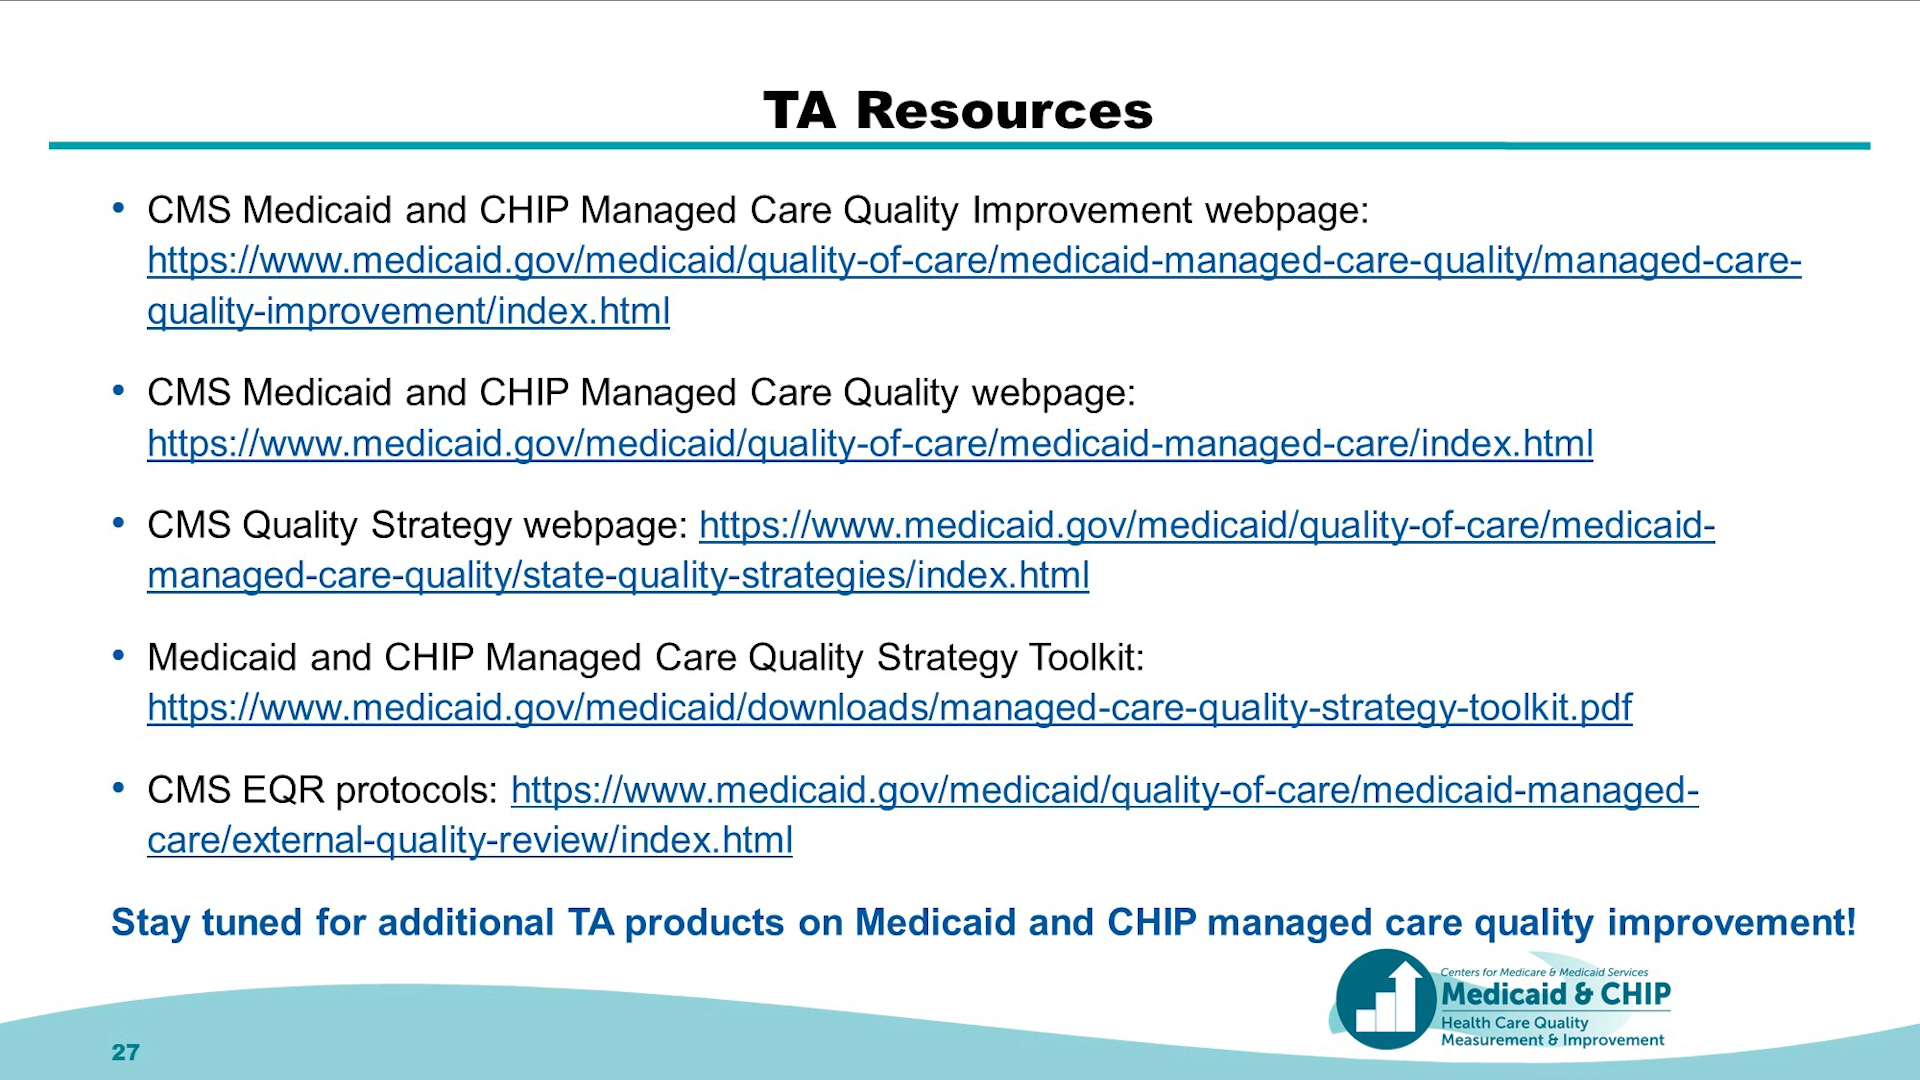 TA Resources
• CMS Medicaid and CHIP Managed Care Quality Improvement webpage:
https://www.medicaid.gov/medicaid/quality-of-care/medicaid-managed-care-quality/managed-care-
quality-improvement/index.html
• CMS Medicaid and CHIP Managed Care Quality webpage:
https://www.medicaid.gov/medicaid/quality-of-care/medicaid-managed-care/index.html
• CMS Quality Strategy webpage: https://www.medicaid.gov/medicaid/quality-of-care/medicaid-
managed-care-quality/state-quality-strategies/index.html
• Medicaid and CHIP Managed Care Quality Strategy Toolkit:
https://www.medicaid.gov/medicaid/downloads/managed-care-quality-strategy-toolkit.pdf
• CMS EQR protocols: https://www.medicaid.gov/medicaid/quality-of-care/medicaid-managed-
care/external-quality-review/index.html
Stay tuned for additional TA products on Medicaid and CHIP managed care quality improvement!
Centers for Medicare & Medicaid Services
Medicaid & CHIP
Health Care Quality
Measurement & Improvement
27